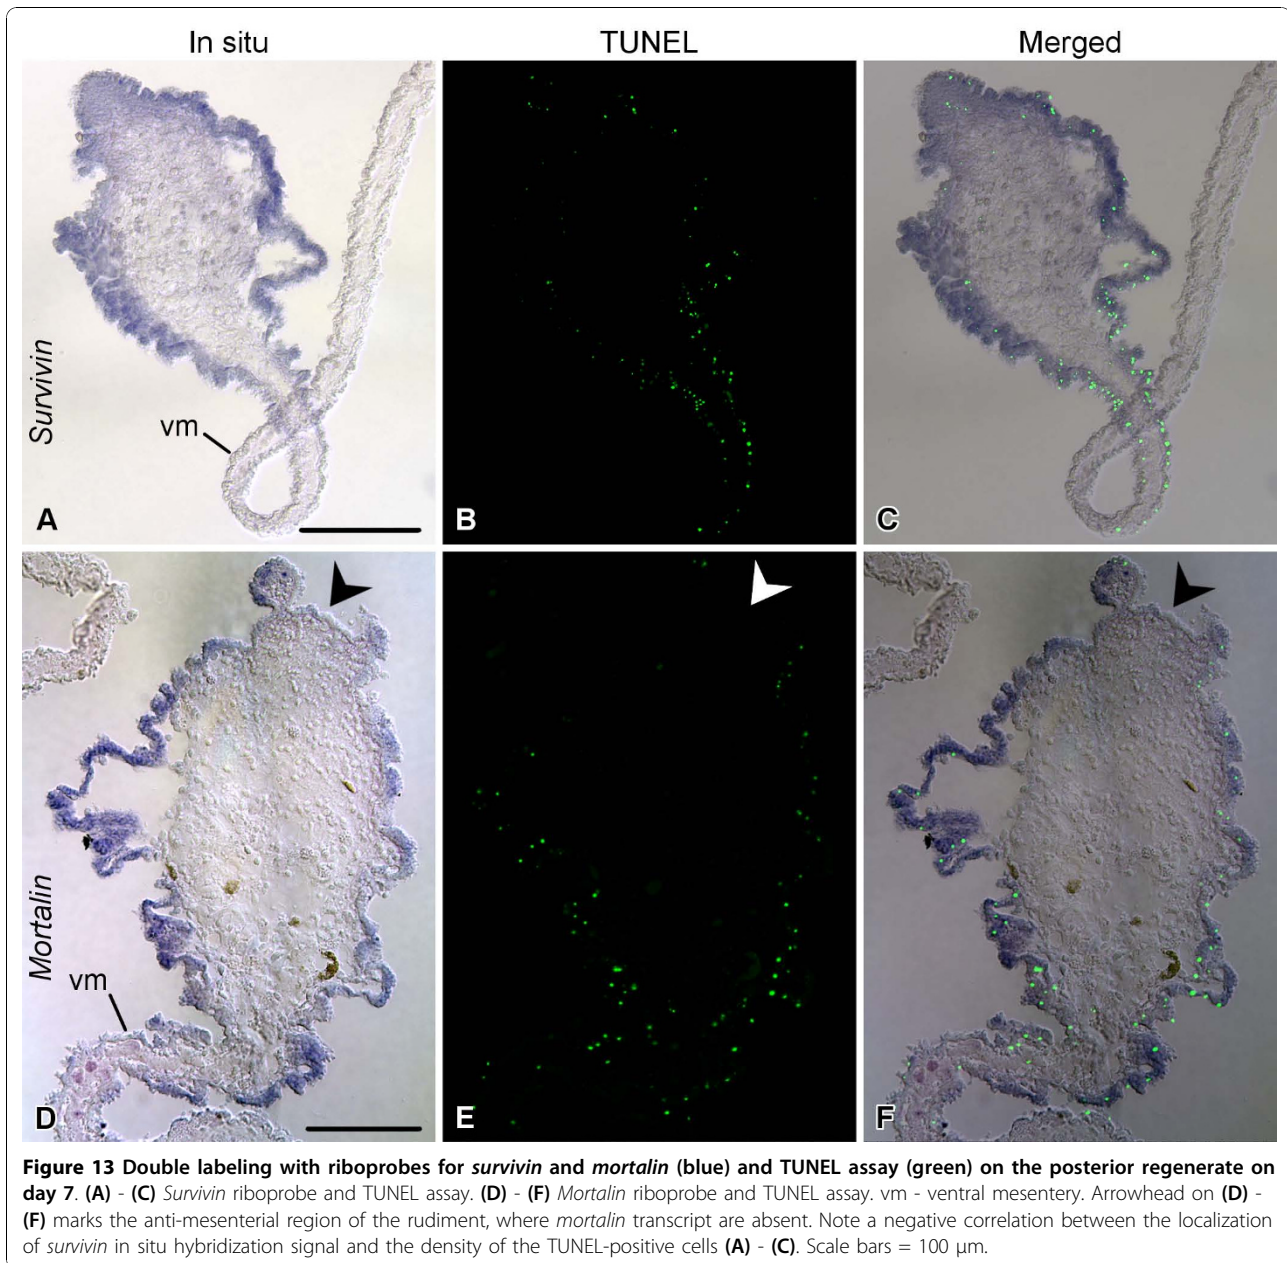 In situ TUNEL Merged
Survivin
vm
A B C
Mortalin
vm
D E F
Figure 13 Double labeling with riboprobes for survivin and mortalin (blue) and TUNEL assay (green) on the posterior regenerate on
day 7. (A) - (C) Survivin riboprobe and TUNEL assay. (D) - (F) Mortalin riboprobe and TUNEL assay. vm - ventral mesentery. Arrowhead on (D) -
(F) marks the anti-mesenterial region of the rudiment, where mortalin transcript are absent. Note a negative correlation between the localization
of survivin in situ hybridization signal and the density of the TUNEL-positive cells (A) - (C). Scale bars = 100 μm.